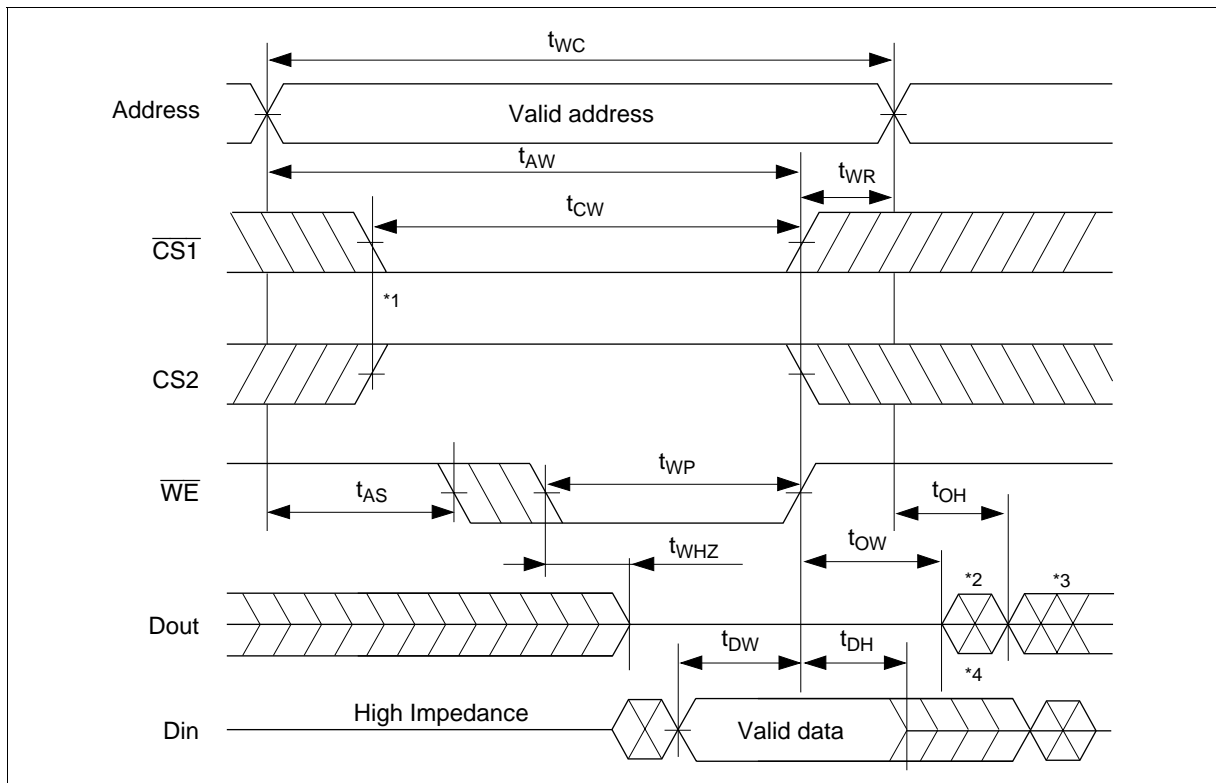 tWC
Address
Valid address
tAW
tWR
tCW
CS1
*1
CS2
WE
tWP
tAS
tOH
tWHZ
tOW
*2
*3
Dout
tDW
tDH
*4
High Impedance
Din
Valid data